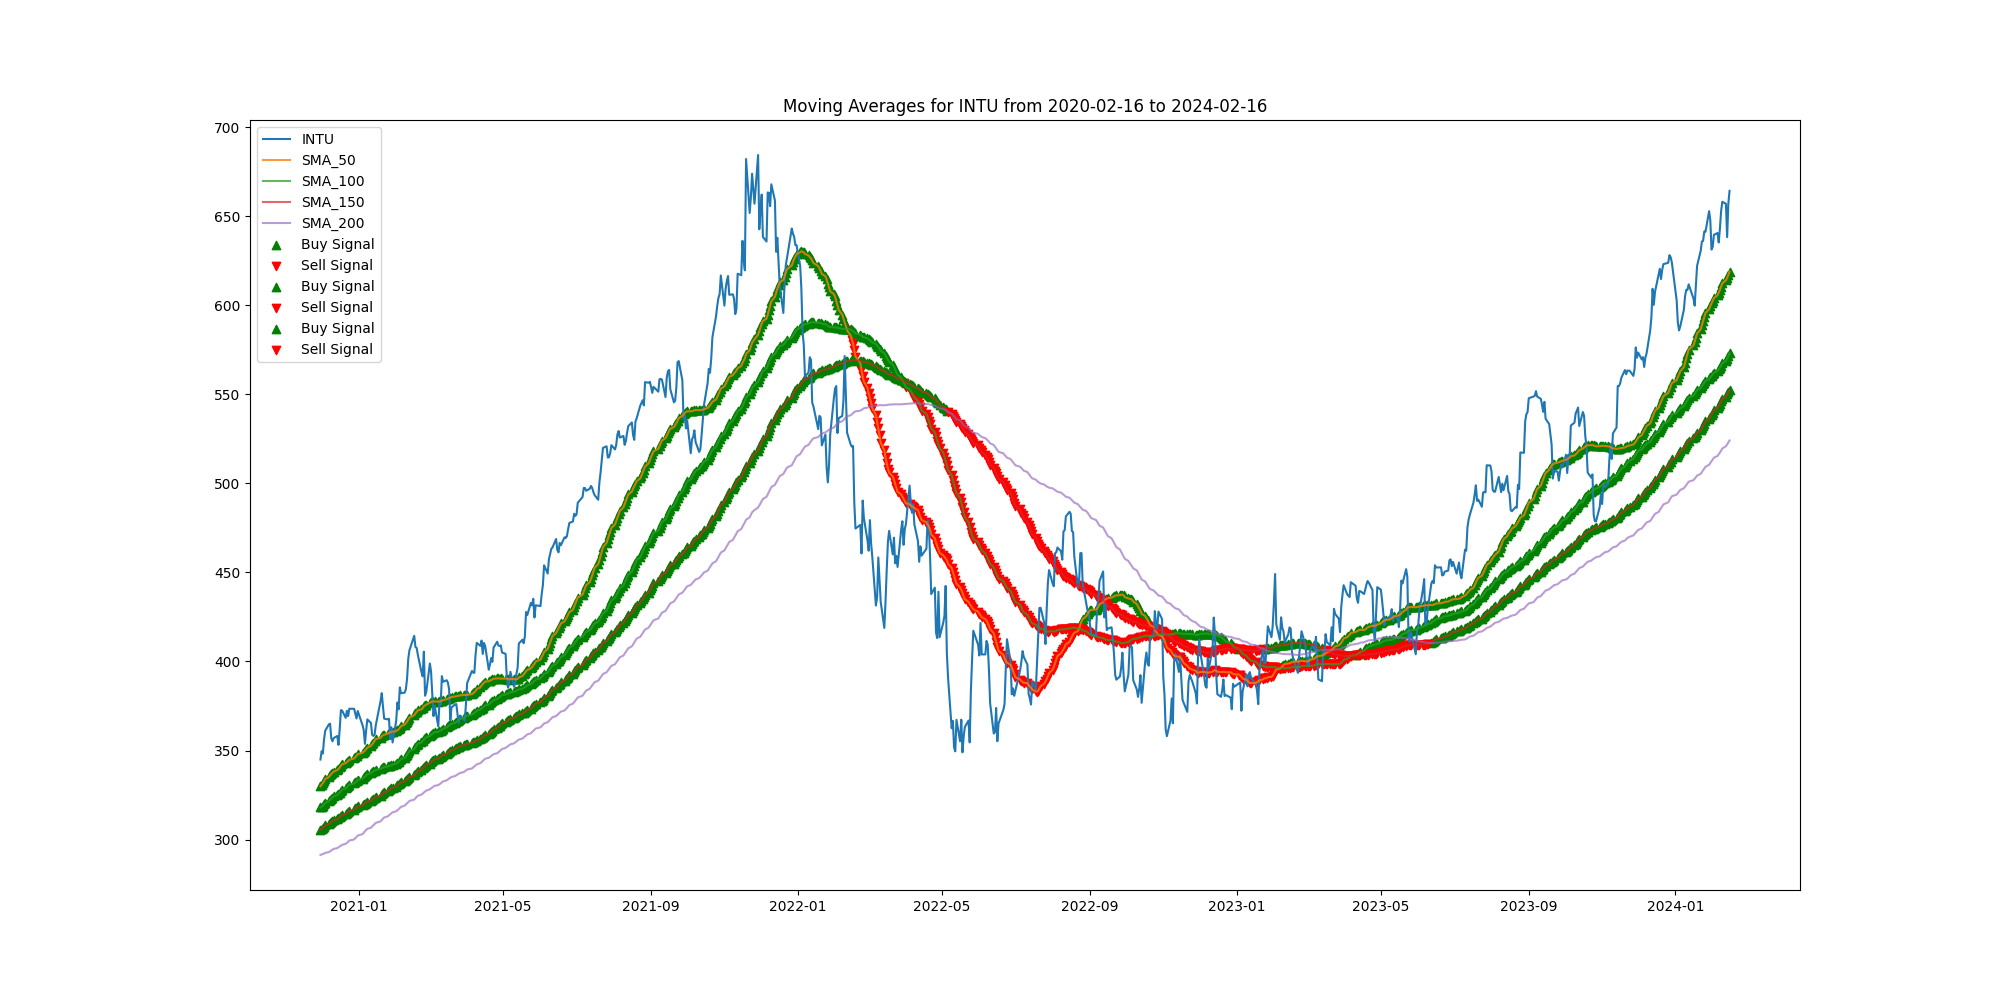 Moving Averages for INTU from 2020-02-16 to 2024-02-16
INTU
SMA_50
SMA_100
SMA_150
SMA_200
Buy Signal
Sell Signal
Buy Signal
Sell Signal
Buy Signal
Sell Signal
700
650
600
550
500
450
400
350
300
2021-01
2021-05
2021-09
2022-01
2022-05
2022-09
2023-01
2023-05
2023-09
2024-01